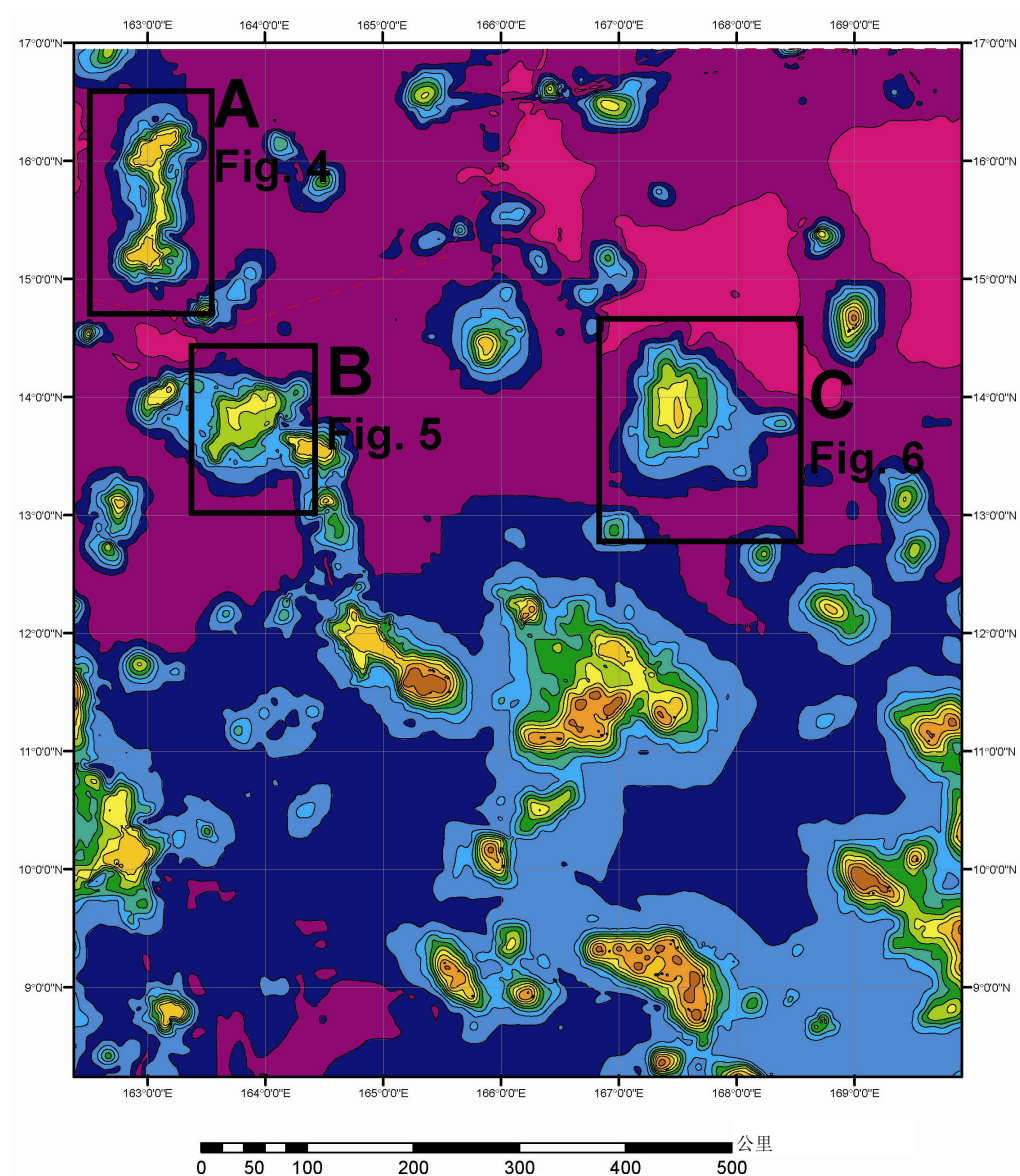 163°0'0"E 164°0'0"E 165°0'0"E 166°0'0"E 167°0'0"E 168°0'0"E 169°0'0"E
17°0'0"N 17°0'0"N
A
Fig. 4
16°0'0"N 16°0'0"N
15°0'0"N 15°0'0"N
B
Fig. 5
C
Fig. 6
14°0'0"N 14°0'0"N
13°0'0"N 13°0'0"N
12°0'0"N 12°0'0"N
11°0'0"N 11°0'0"N
10°0'0"N 10°0'0"N
9°0'0"N 9°0'0"N
163°0'0"E 164°0'0"E 165°0'0"E 166°0'0"E 167°0'0"E 168°0'0"E 169°0'0"E
公里
0 50 100 200 300 400 500